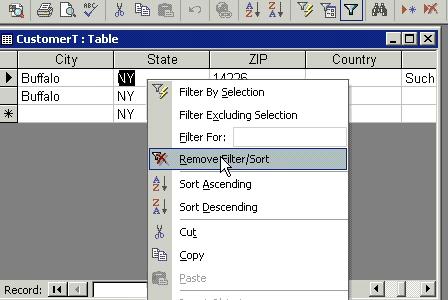 CustomerT : Table
City State ZIP Country
Buffalo NY 14226 Such
Buffalo NY
NY
Filter By Selection
Filter Excluding Selection
Filter For:
Remove Filter/Sort
Sort Ascending
Sort Descending
Cut
Copy
Paste
Record: